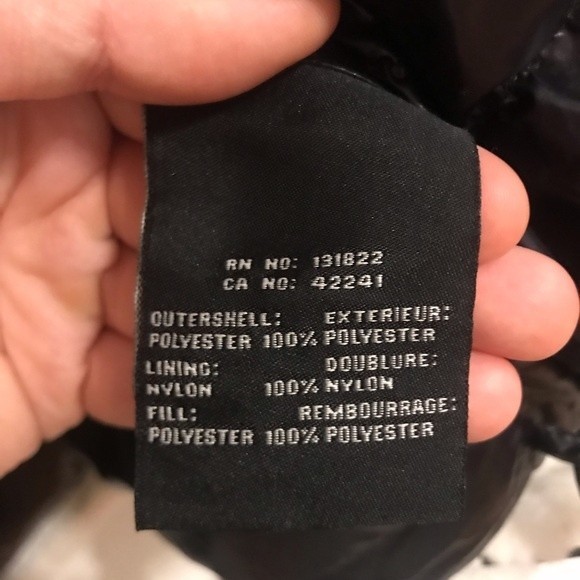 RN NO: 131822
CA NO: 42241
OUTERSHELL: EXTERIEUR:
POLYESTER 100% POLYESTER
LINING: DOUBLURE:
NYLON 100% NYLON
FILL: REMBOURRAGE:
POLYESTER 100% POLYESTER